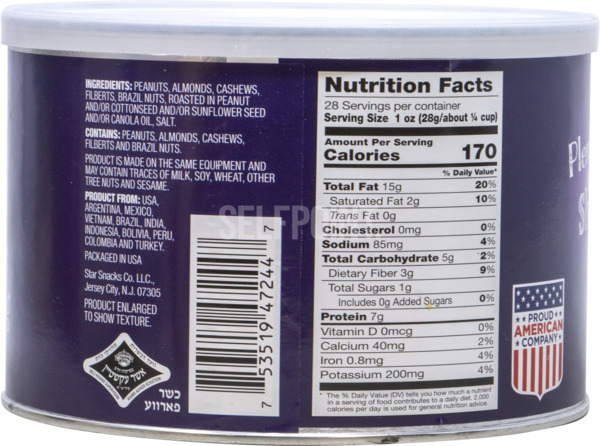 INGREDIENTS: PEANUTS, ALMONDS, CASHEWS,
FILBERTS, BRAZIL NUTS, ROASTED IN PEANUT
AND/OR COTTONSEED AND/OR SUNFLOWER SEED
AND/OR CANOLA OIL, SALT.
CONTAINS: PEANUTS, ALMONDS, CASHEWS,
FILBERTS AND BRAZIL NUTS.
PRODUCT IS MADE ON THE SAME EQUIPMENT AND
MAY CONTAIN TRACES OF MILK, SOY, WHEAT, OTHER
TREE NUTS AND SESAME.
PRODUCT FROM: USA,
ARGENTINA, MEXICO,
VIETNAM, BRAZIL, INDIA,
INDONESIA, BOLIVIA, PERU,
COLOMBIA AND TURKEY.
PACKAGED IN USA
Star Snacks Co. LLC.,
Jersey City, N.J. 07305
PRODUCT ENLARGED
TO SHOW TEXTURE.
כשר
פארווע
7 53519 47244 7
Nutrition Facts
28 Servings per container
Serving Size 1 oz (28g/about ¼ cup)
Amount Per Serving
Calories 170
% Daily Value*
Total Fat 15g 20%
Saturated Fat 2g 10%
Trans Fat 0g
Cholesterol 0mg 0%
Sodium 85mg 4%
Total Carbohydrate 5g 2%
Dietary Fiber 3g 9%
Total Sugars 1g
Includes 0g Added Sugars 0%
Protein 7g
Vitamin D 0mcg 0%
Calcium 40mg 2%
Iron 0.8mg 4%
Potassium 200mg 4%
* The % Daily Value (DV) tells you how much a nutrient
in a serving of food contributes to a daily diet. 2,000
calories per day is used for general nutrition advice.
PROUD
AMERICAN
COMPANY